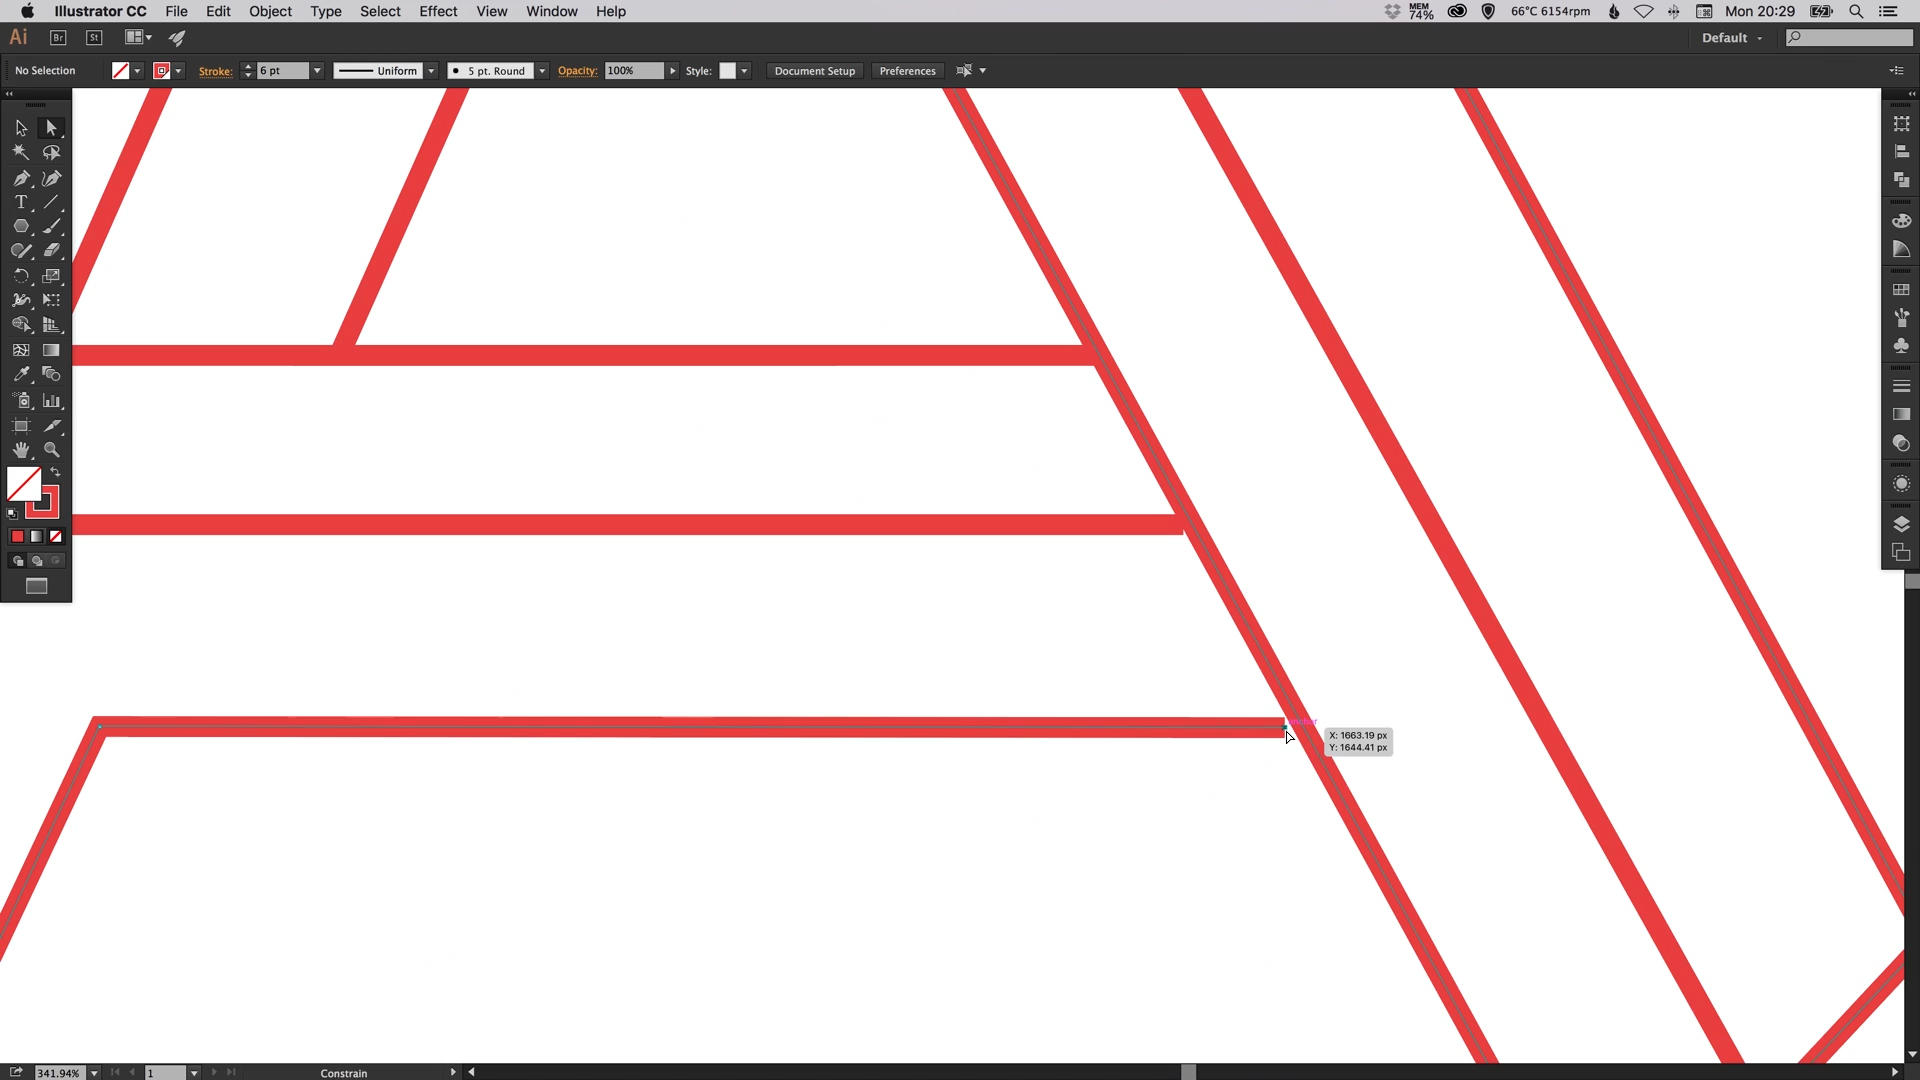 Illustrator CC File Edit Object Type Select Effect View Window Help MEM 74% 66°C 6154rpm Mon 20:29
Ai Br St Default
No Selection Stroke: 6 pt Uniform 5 pt. Round Opacity: 100% Style: Document Setup Preferences
anchor
X: 1663.19 px
Y: 1644.41 px
341.94% 1 Constrain